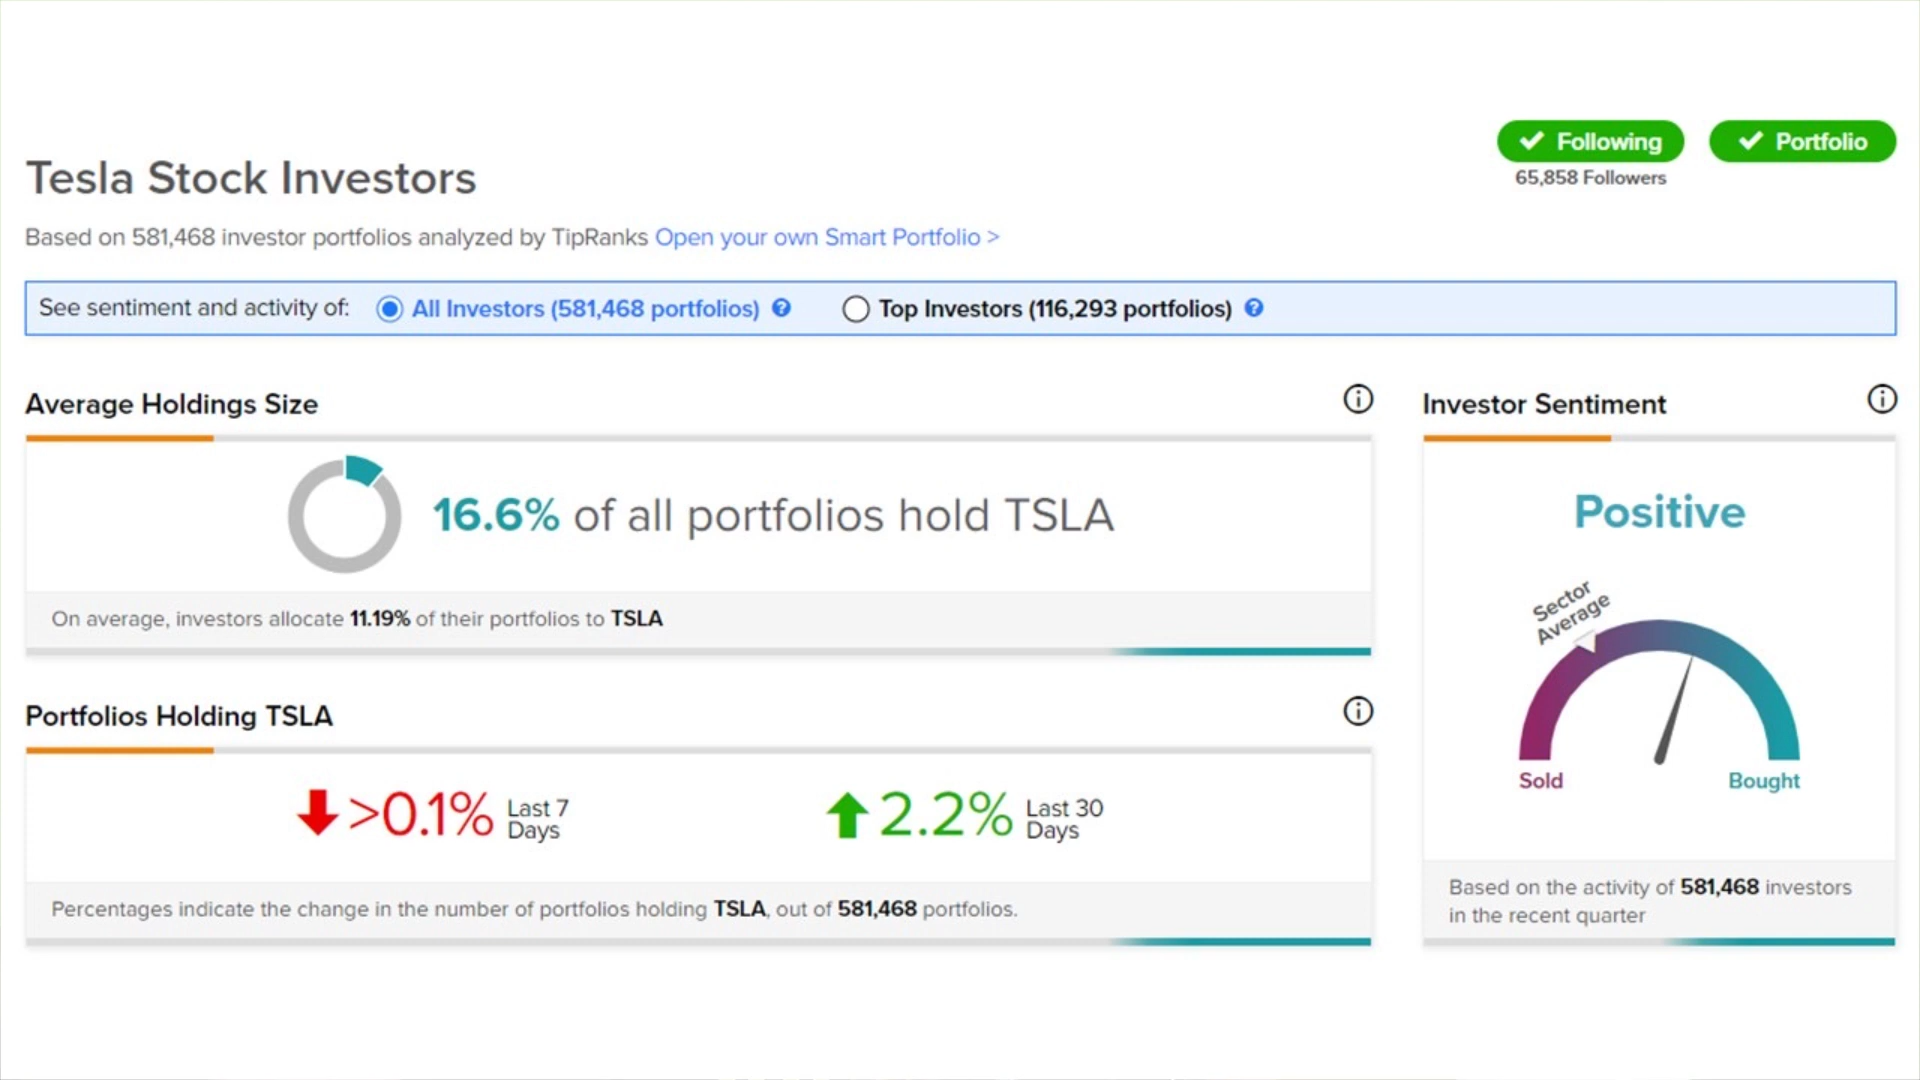 Following
Portfolio
65,858 Followers
Tesla Stock Investors
Based on 581,468 investor portfolios analyzed by TipRanks Open your own Smart Portfolio >
See sentiment and activity of: All Investors (581,468 portfolios) ? Top Investors (116,293 portfolios) ?
Average Holdings Size
16.6% of all portfolios hold TSLA
On average, investors allocate 11.19% of their portfolios to TSLA
Portfolios Holding TSLA
>0.1% Last 7
Days
2.2% Last 30
Days
Percentages indicate the change in the number of portfolios holding TSLA, out of 581,468 portfolios.
Investor Sentiment
Positive
Sector
Average
Sold
Bought
Based on the activity of 581,468 investors
in the recent quarter